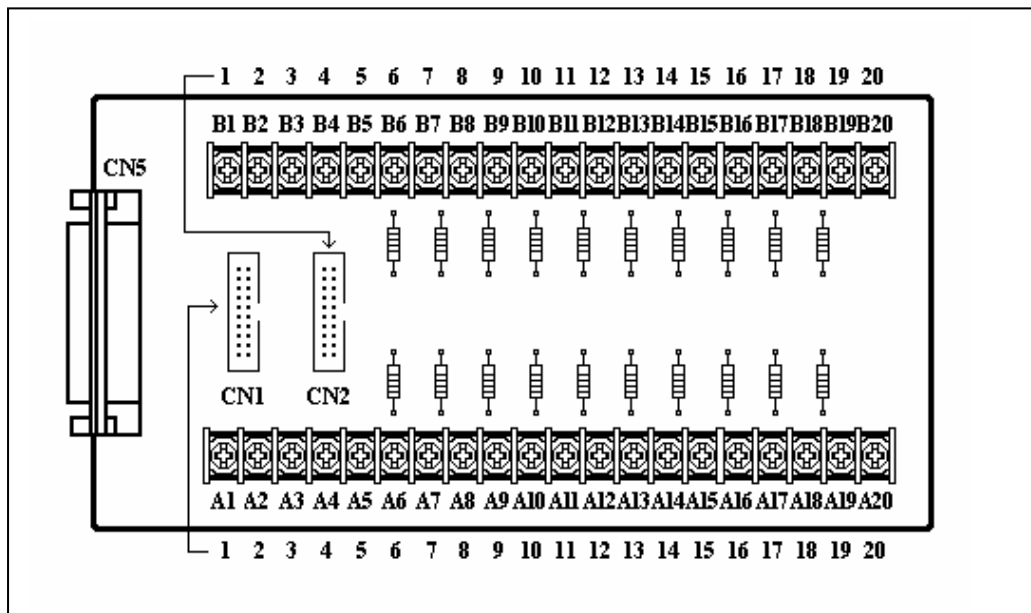 1 2 3 4 5 6 7 8 9 10 11 12 13 14 15 16 17 18 19 20
B1 B2 B3 B4 B5 B6 B7 B8 B9 B10 B11 B12 B13 B14 B15 B16 B17 B18 B19 B20
CN5
CN1 CN2
A1 A2 A3 A4 A5 A6 A7 A8 A9 A10 A11 A12 A13 A14 A15 A16 A17 A18 A19 A20
1 2 3 4 5 6 7 8 9 10 11 12 13 14 15 16 17 18 19 20